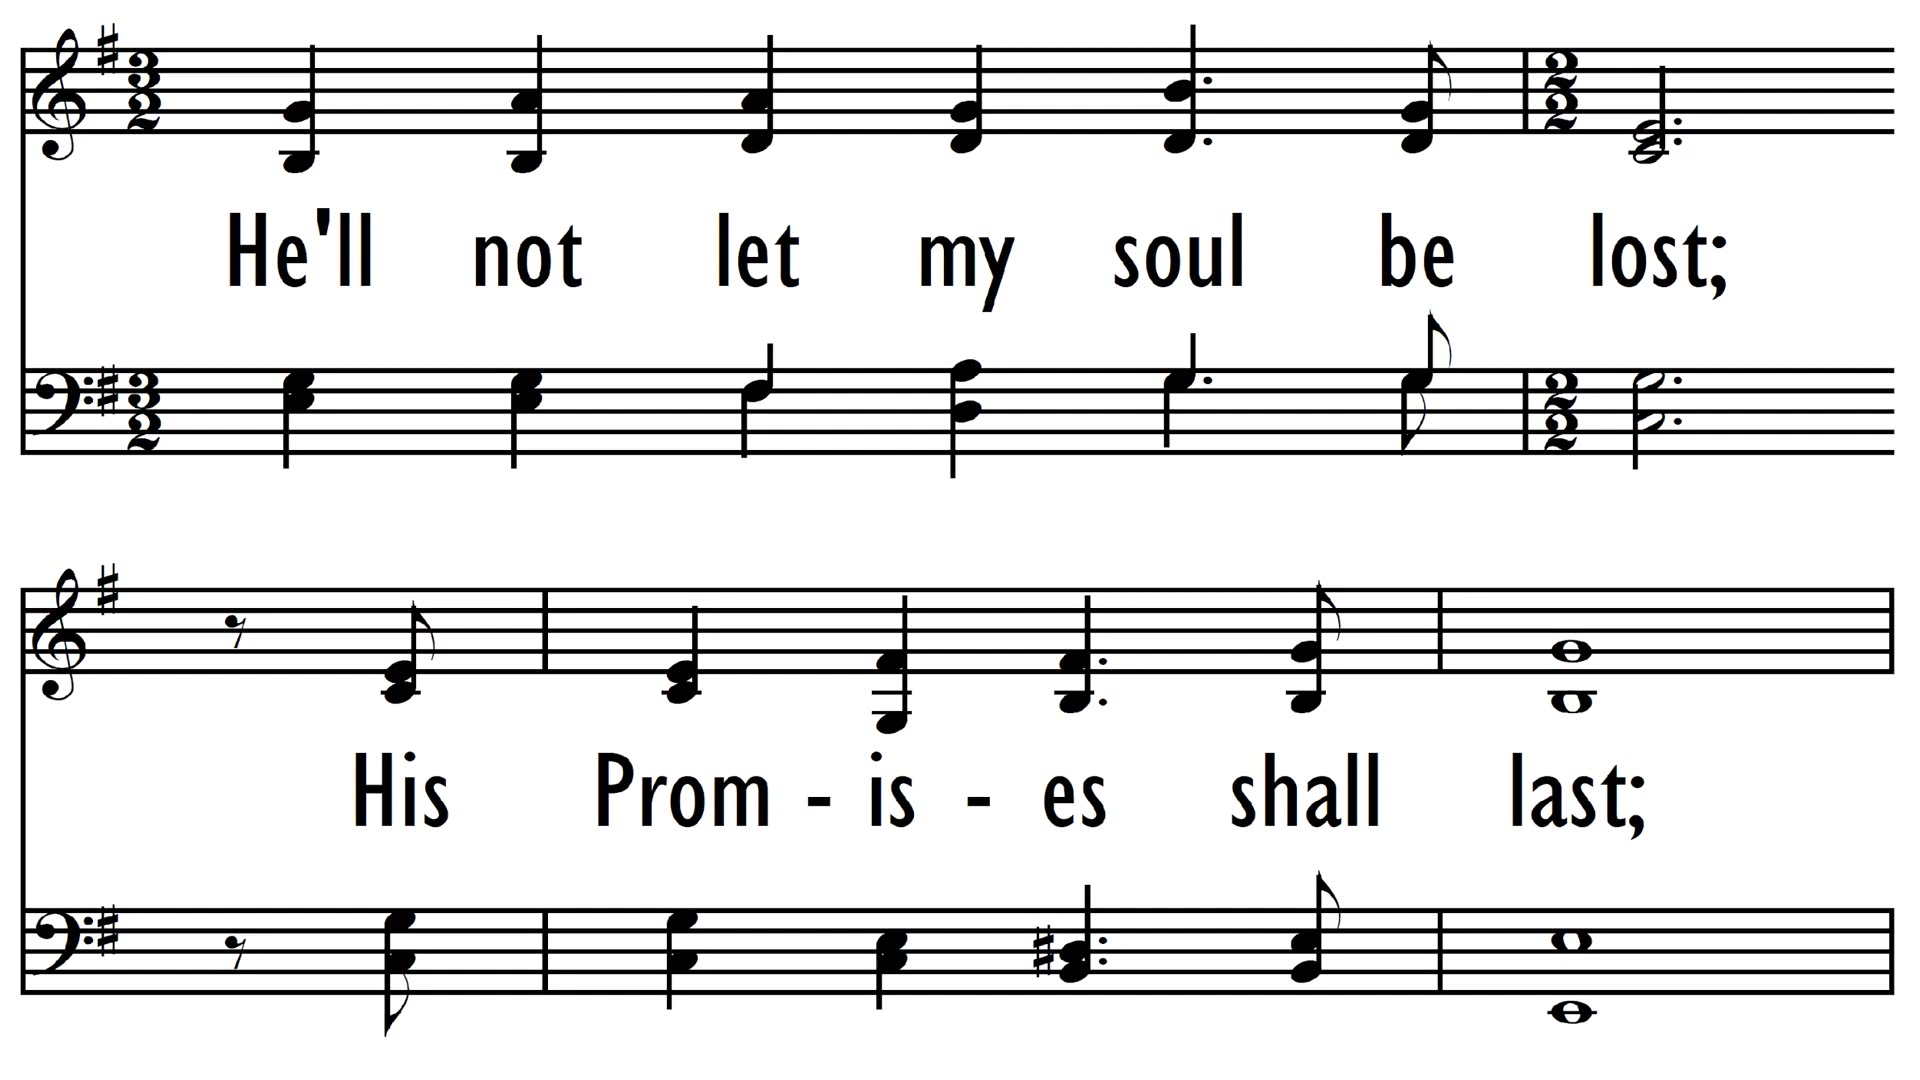 He'll not let my soul be lost;
His Prom - is - es shall last;